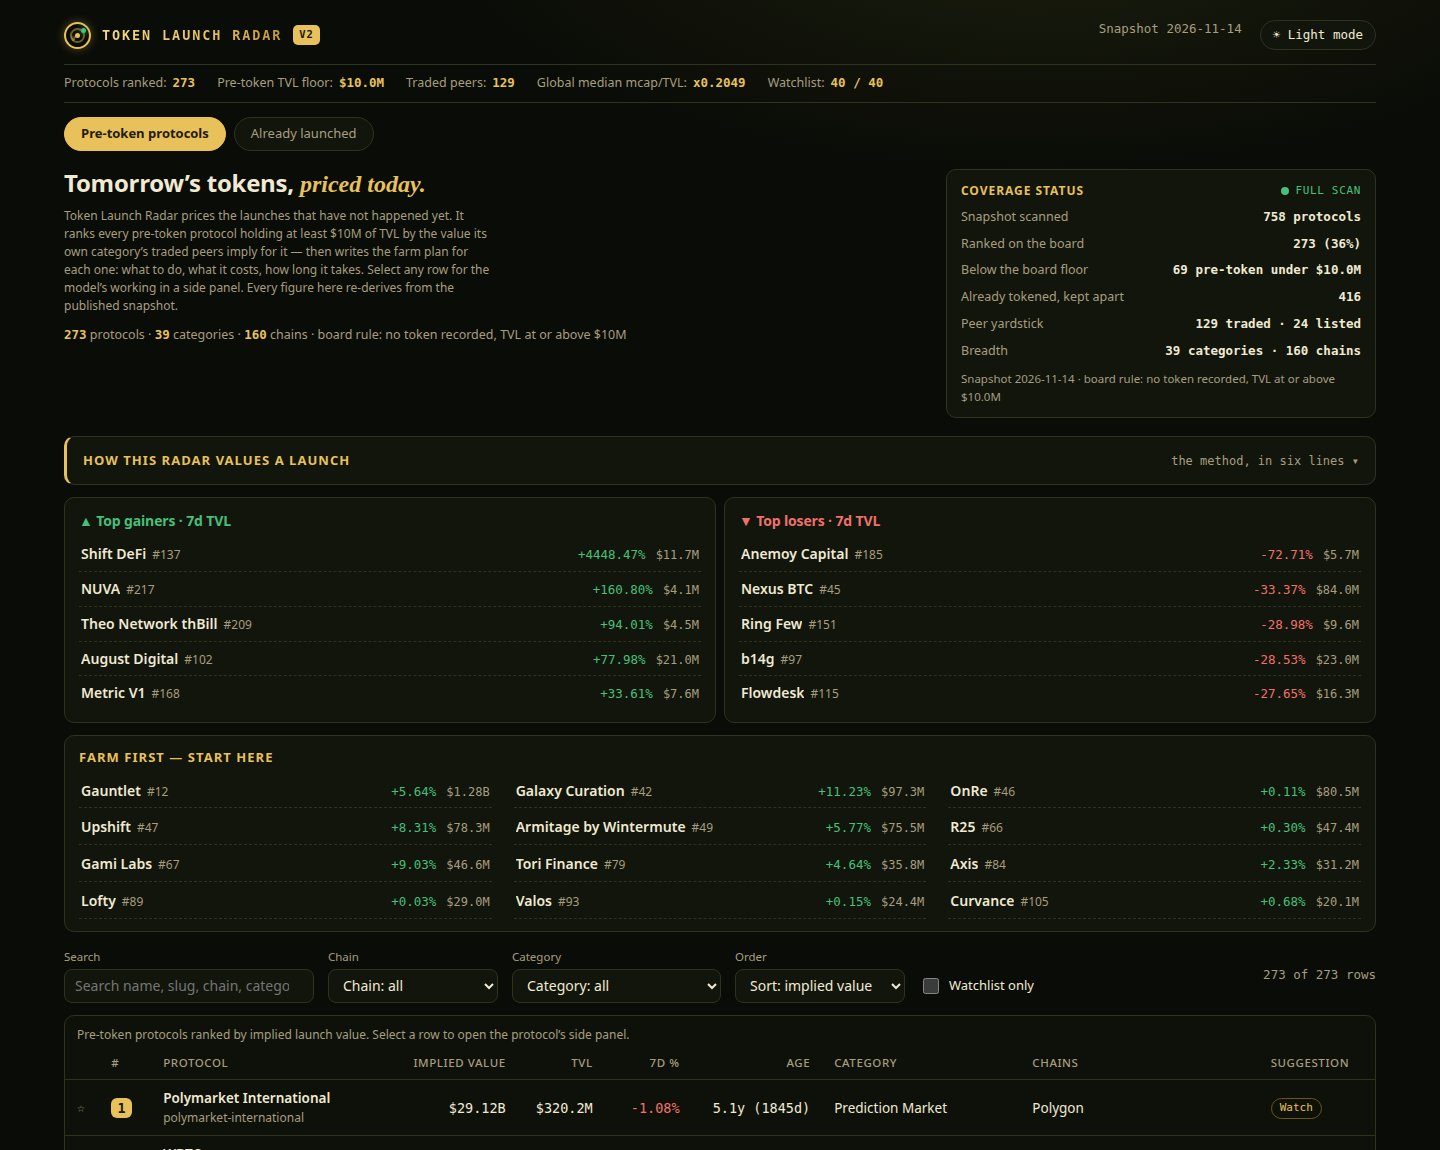 TOKEN LAUNCH RADAR V2
Snapshot 2026-11-14 ☀ Light mode
Protocols ranked: 273 Pre-token TVL floor: $10.0M Traded peers: 129 Global median mcap/TVL: x0.2049 Watchlist: 40 / 40
Pre-token protocols Already launched
Tomorrow’s tokens, priced today.
Token Launch Radar prices the launches that have not happened yet. It
ranks every pre-token protocol holding at least $10M of TVL by the value its
own category’s traded peers imply for it — then writes the farm plan for
each one: what to do, what it costs, how long it takes. Select any row for the
model’s working in a side panel. Every figure here re-derives from the
published snapshot.
273 protocols · 39 categories · 160 chains · board rule: no token recorded, TVL at or above $10M
COVERAGE STATUS ● FULL SCAN
Snapshot scanned 758 protocols
Ranked on the board 273 (36%)
Below the board floor 69 pre-token under $10.0M
Already tokened, kept apart 416
Peer yardstick 129 traded · 24 listed
Breadth 39 categories · 160 chains
Snapshot 2026-11-14 · board rule: no token recorded, TVL at or above
$10.0M
HOW THIS RADAR VALUES A LAUNCH the method, in six lines ▾
▲ Top gainers · 7d TVL
Shift DeFi #137 +4448.47% $11.7M
NUVA #217 +160.80% $4.1M
Theo Network thBill #209 +94.01% $4.5M
August Digital #102 +77.98% $21.0M
Metric V1 #168 +33.61% $7.6M
▼ Top losers · 7d TVL
Anemoy Capital #185 -72.71% $5.7M
Nexus BTC #45 -33.37% $84.0M
Ring Few #151 -28.98% $9.6M
b14g #97 -28.53% $23.0M
Flowdesk #115 -27.65% $16.3M
FARM FIRST — START HERE
Gauntlet #12 +5.64% $1.28B Galaxy Curation #42 +11.23% $97.3M OnRe #46 +0.11% $80.5M
Upshift #47 +8.31% $78.3M Armitage by Wintermute #49 +5.77% $75.5M R25 #66 +0.30% $47.4M
Gami Labs #67 +9.03% $46.6M Tori Finance #79 +4.64% $35.8M Axis #84 +2.33% $31.2M
Lofty #89 +0.03% $29.0M Valos #93 +0.15% $24.4M Curvance #105 +0.68% $20.1M
Search Chain Category Order
Search name, slug, chain, catego Chain: all Category: all Sort: implied value Watchlist only 273 of 273 rows
Pre-token protocols ranked by implied launch value. Select a row to open the protocol’s side panel.
# PROTOCOL IMPLIED VALUE TVL 7D % AGE CATEGORY CHAINS SUGGESTION
☆ 1 Polymarket International $29.12B $320.2M -1.08% 5.1y (1845d) Prediction Market Polygon Watch
polymarket-international